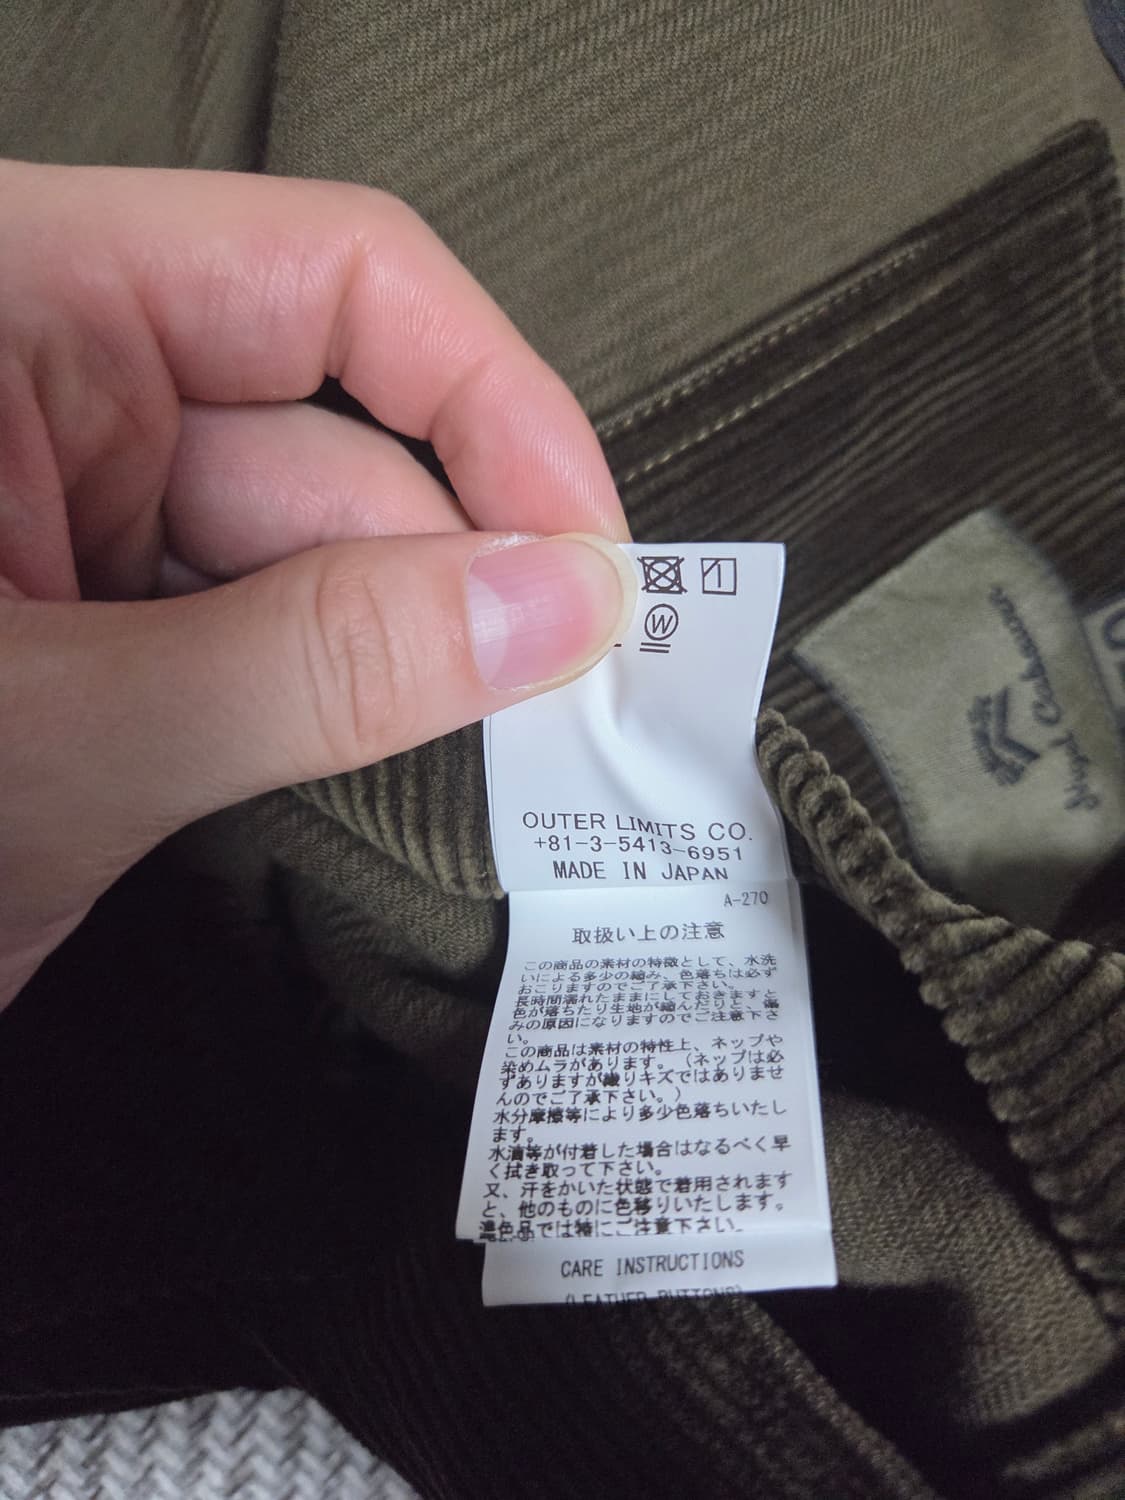 W
OUTER LIMITS CO.
+81-3-5413-6951
MADE IN JAPAN
A-270
取扱い上の注意
この商品の素材の特徴として、水洗
いによる多少の縮み、色落ちは必ず
おこりますのでご了承下さい。
長時間濡れたままにしておきますと
色が落ちたり生地が縮んだりと、傷
みの原因になりますのでご注意下さ
い。
この商品は素材の特性上、ネップや
染めムラがあります。（ネップは必
ずありますが織りキズではありませ
んのでご了承下さい。）
水分摩擦等により多少色落ちいたし
ます。
水滴等が付着した場合はなるべく早
く拭き取って下さい。
又、汗をかいた状態で着用されます
と、他のものに色移りいたします。
濃色品では特にご注意下さい。
CARE INSTRUCTIONS
(LEATHER BUTTONS)